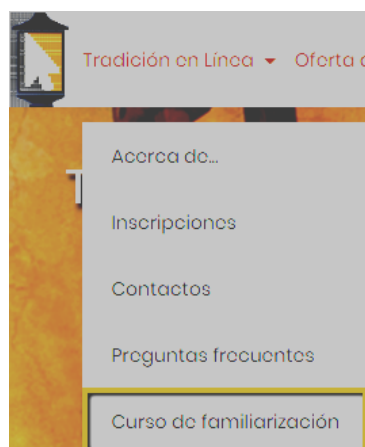 Tradición en Línea Oferta
Acerca de...
Inscripciones
T
Contactos
Preguntas frecuentes
Curso de familiarización